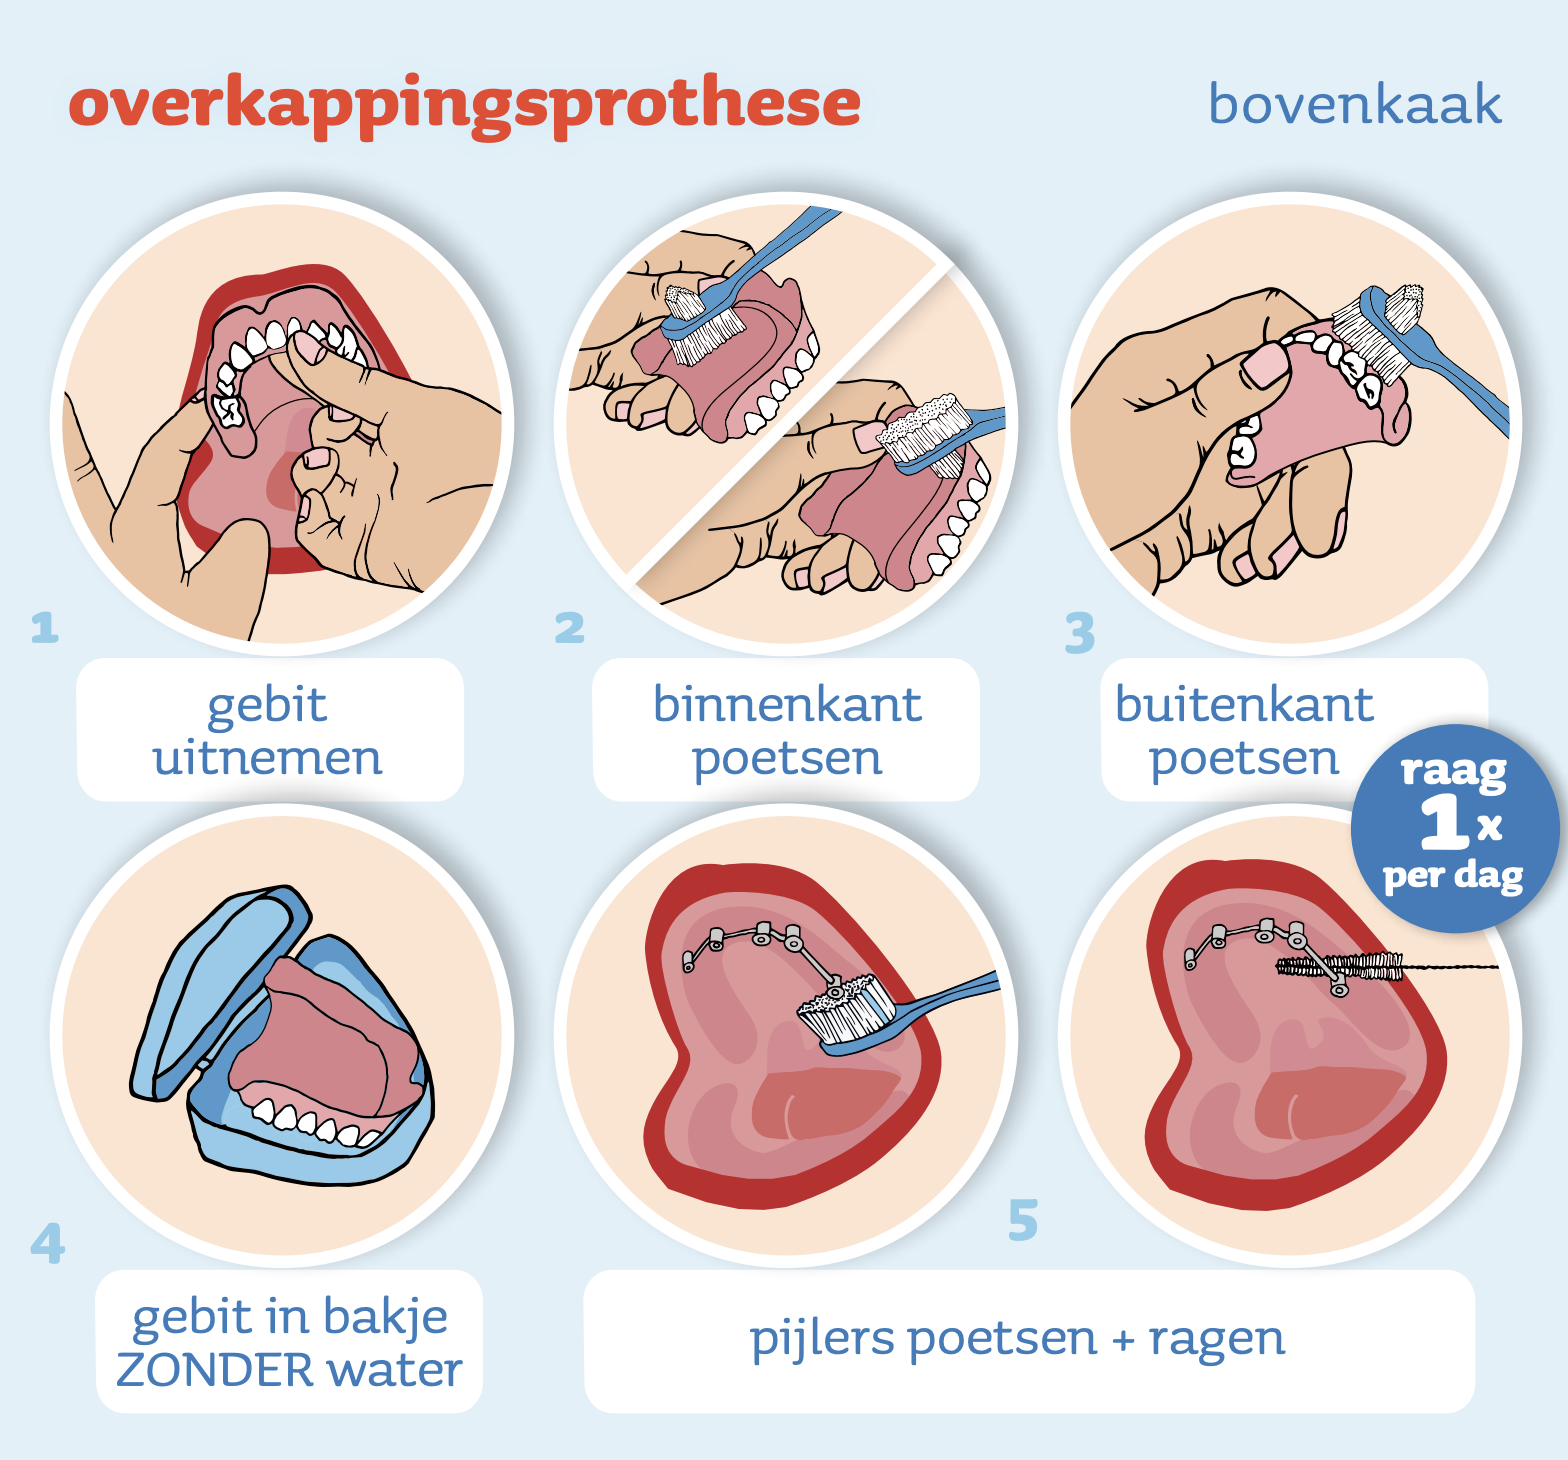 overkappingsprothese
bovenkaak
1
gebit
uitnemen
2
binnenkant
poetsen
3
buitenkant
poetsen
raag
1x
per dag
4
gebit in bakje
ZONDER water
5
pijlers poetsen + ragen